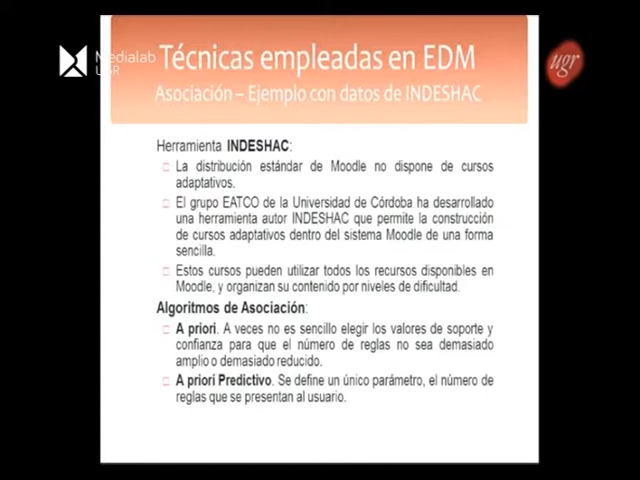 Medialab
UGR
Técnicas empleadas en EDM
ugr
Asociación – Ejemplo con datos de INDESHAC
Herramienta INDESHAC:
La distribución estándar de Moodle no dispone de cursos
adaptativos.
El grupo EATCO de la Universidad de Córdoba ha desarrollado
una herramienta autor INDESHAC que permite la construcción
de cursos adaptativos dentro del sistema Moodle de una forma
sencilla.
Estos cursos pueden utilizar todos los recursos disponibles en
Moodle, y organizan su contenido por niveles de dificultad.
Algoritmos de Asociación:
A priori. A veces no es sencillo elegir los valores de soporte y
confianza para que el número de reglas no sea demasiado
amplio o demasiado reducido.
A priori Predictivo. Se define un único parámetro, el número de
reglas que se presentan al usuario.